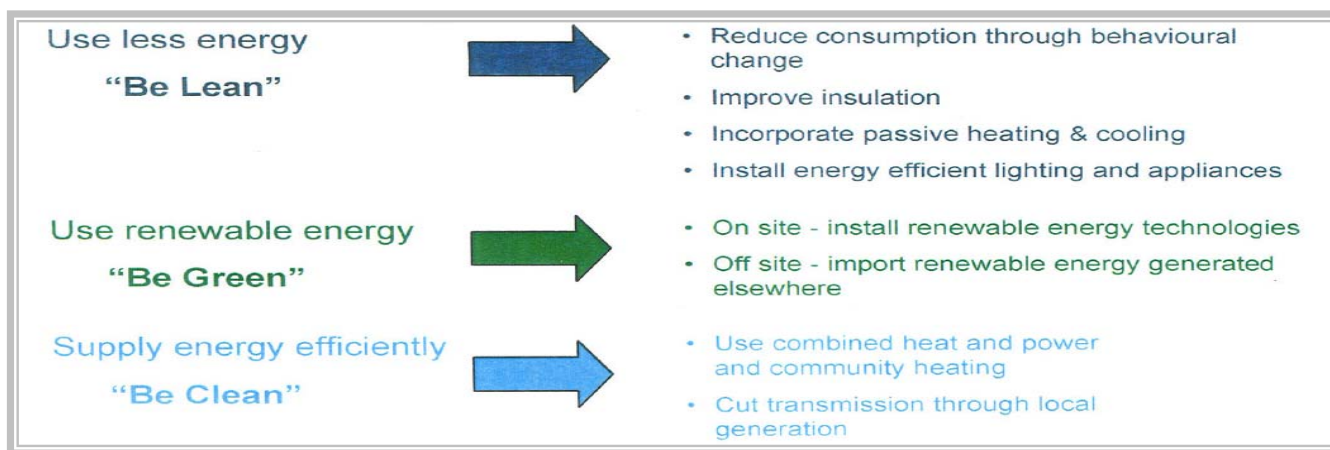 Use less energy
“Be Lean”
• Reduce consumption through behavioural
change
• Improve insulation
• Incorporate passive heating & cooling
• Install energy efficient lighting and appliances
Use renewable energy
“Be Green”
• On site - install renewable energy technologies
• Off site - import renewable energy generated
elsewhere
Supply energy efficiently
“Be Clean”
• Use combined heat and power
and community heating
• Cut transmission through local
generation